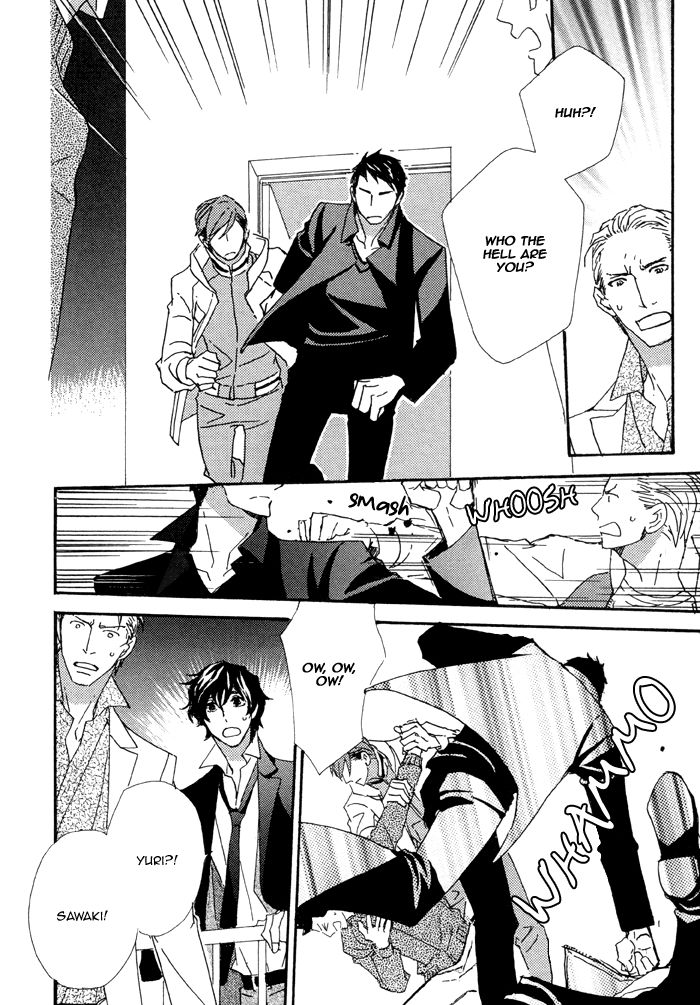 HUH?!
WHO THE
HELL ARE
YOU?
WHOOSH
SMASH
WHAMMO
OW, OW,
OW!
YURI?!
SAWAKI!